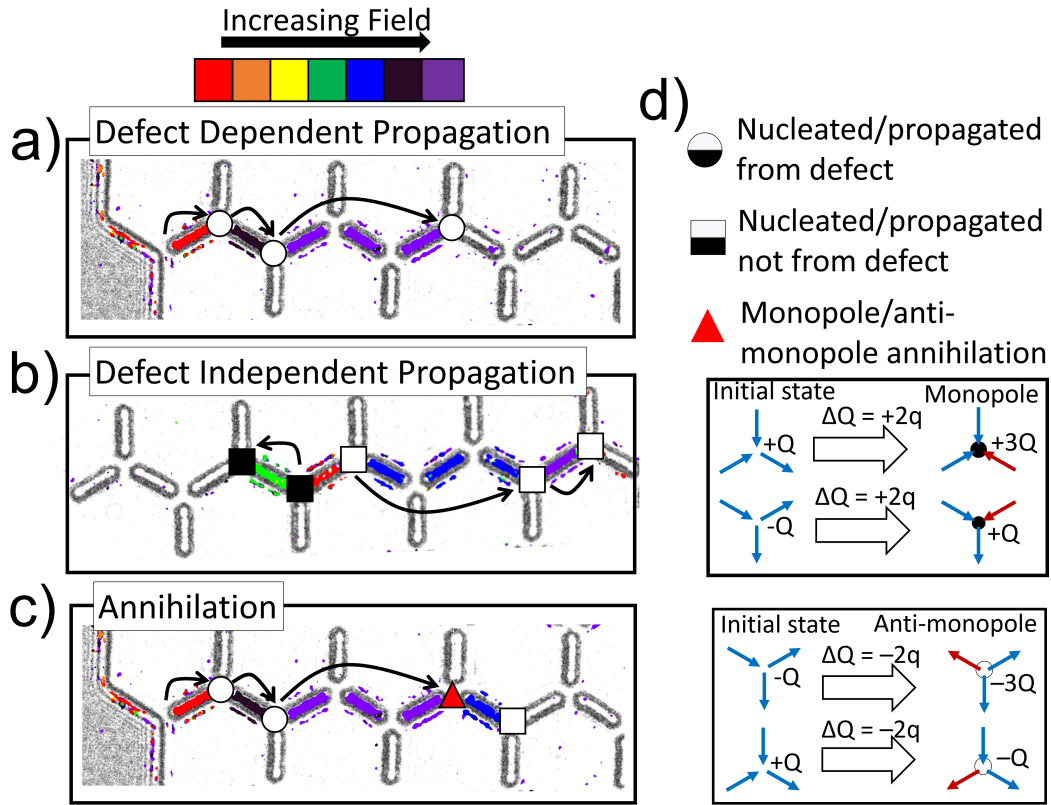 Increasing Field
a)
Defect Dependent Propagation
b)
Defect Independent Propagation
c)
Annihilation
d)
Nucleated/propagated
from defect
Nucleated/propagated
not from defect
Monopole/anti-
monopole annihilation
Initial state
Monopole
+Q
ΔQ = +2q
+3Q
-Q
ΔQ = +2q
+Q
Initial state
Anti-monopole
-Q
ΔQ = −2q
−3Q
+Q
ΔQ = −2q
−Q